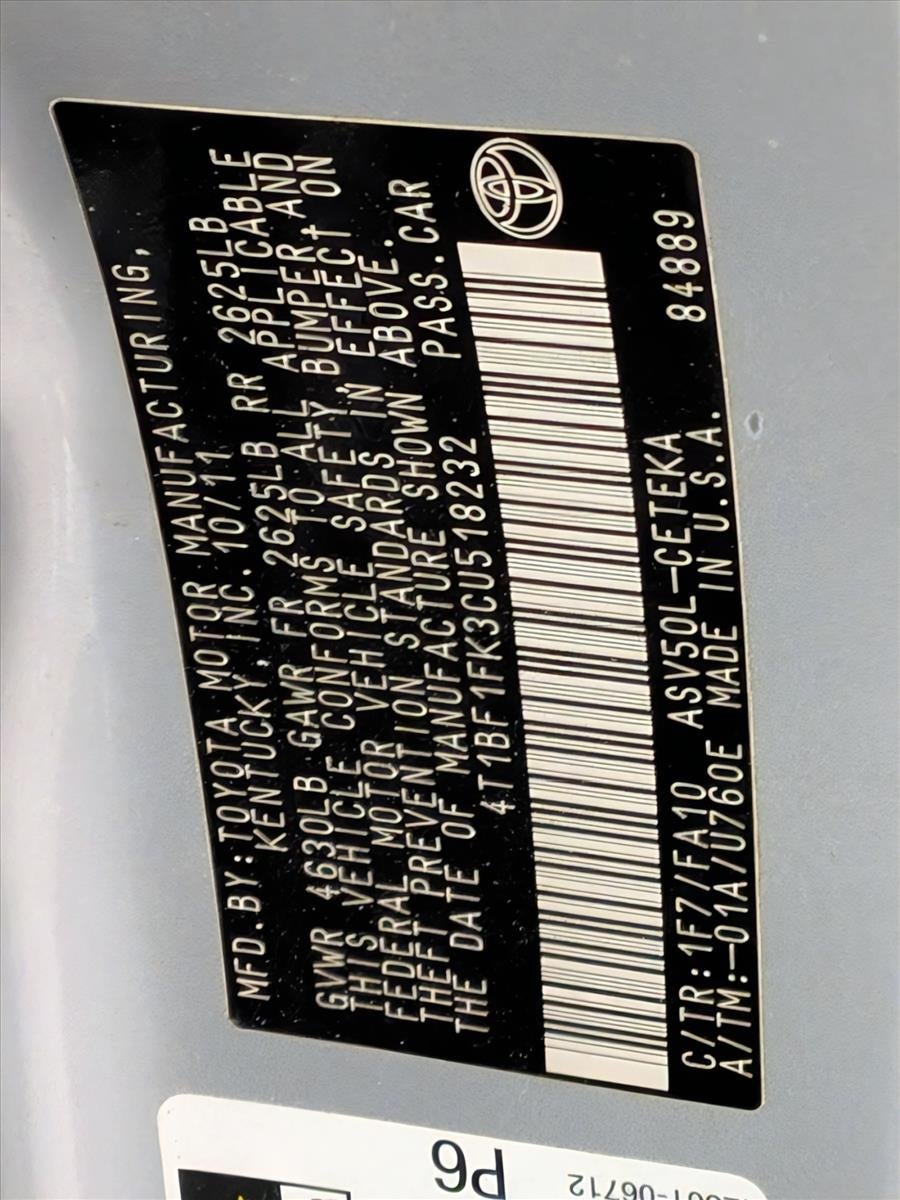 MFD.BY:TOYOTA MOTOR MANUFACTURING,
KENTUCKY,INC. 10/11
GVWR 4630LB GAWR FR 2625LB RR 2625LB
THIS VEHICLE CONFORMS TO ALL APPLICABLE
FEDERAL MOTOR VEHICLE SAFETY, BUMPER, AND
THEFT PREVENTION STANDARDS IN EFFECT ON
THE DATE OF MANUFACTURE SHOWN ABOVE.
4T1BF1FK3CU518232 PASS.CAR
C/TR:1F7/FA10 ASV50L-CETEKA 84889
A/TM:-01A/U760E MADE IN U.S.A.
P6
001-06712